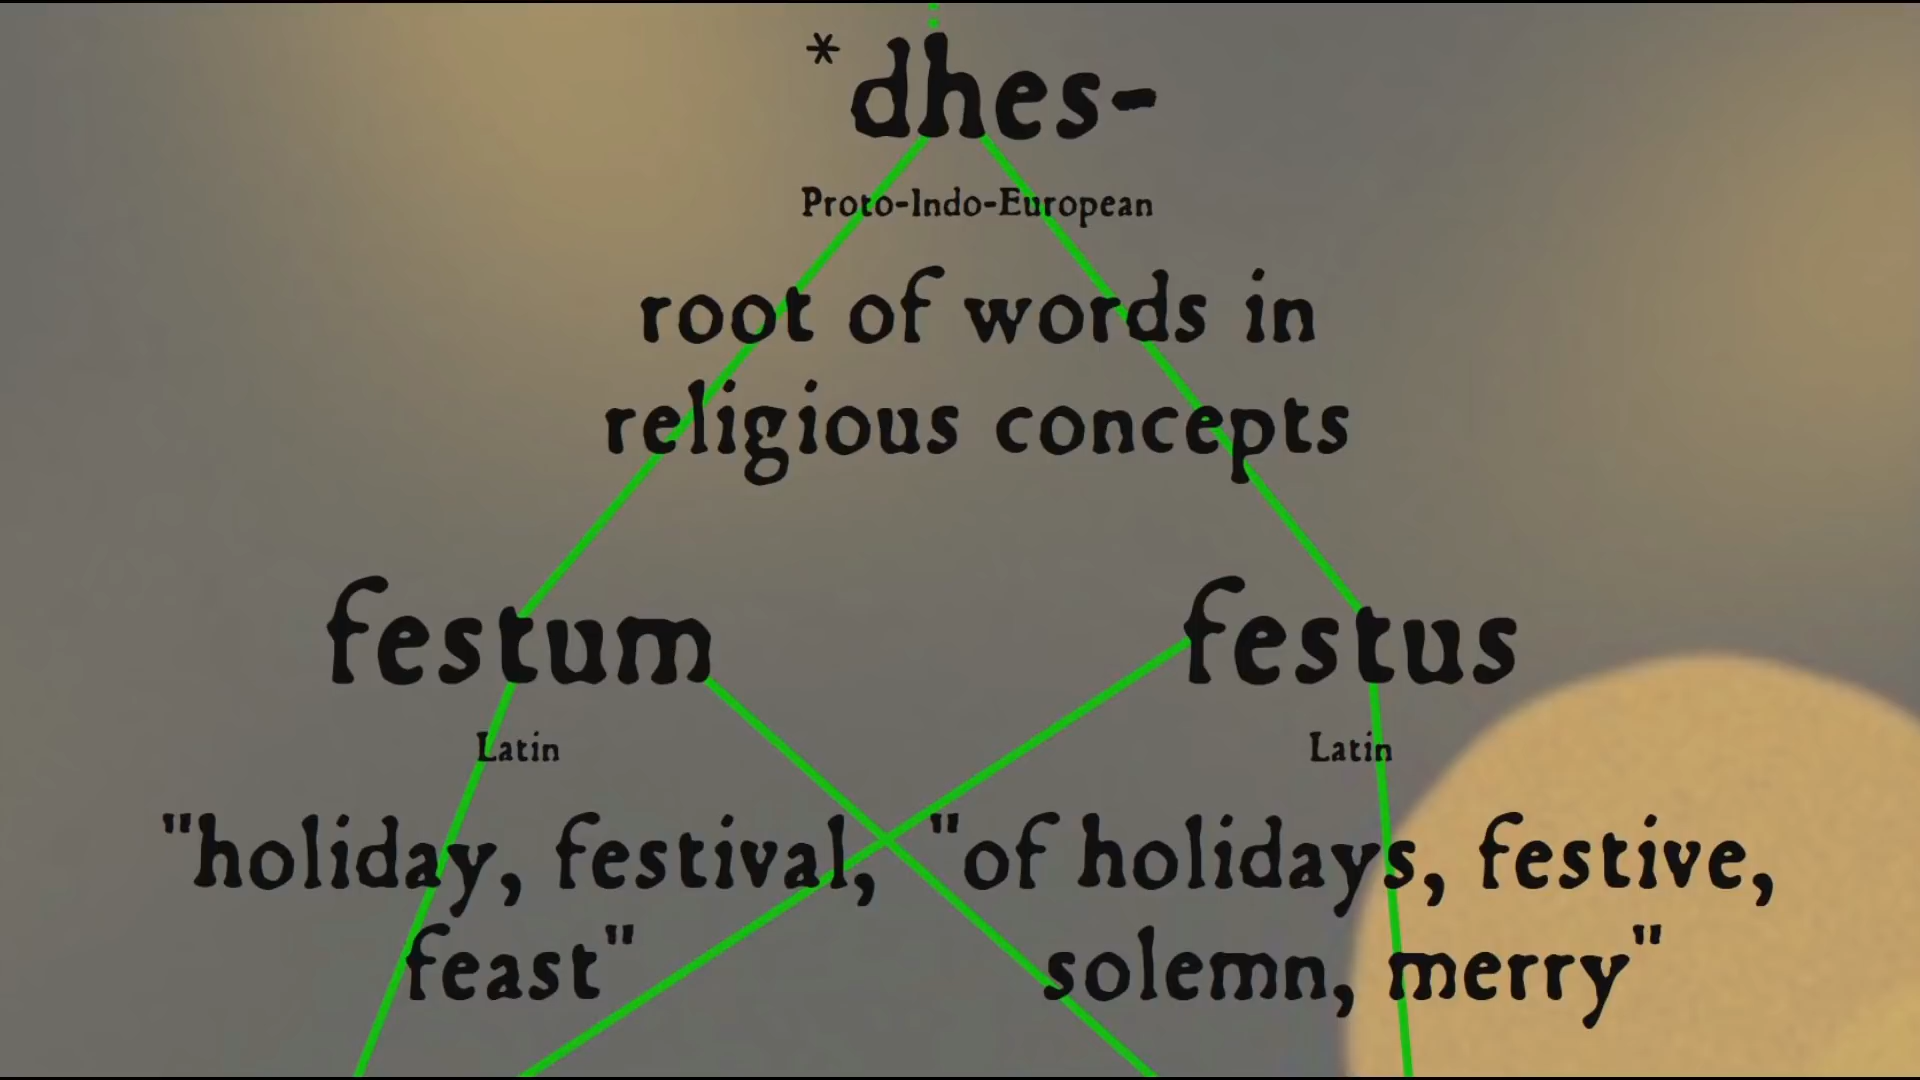 *dhes-
Proto-Indo-European
root of words in
religious concepts
festum
Latin
"holiday, festival,
feast"
festus
Latin
"of holidays, festive,
solemn, merry"